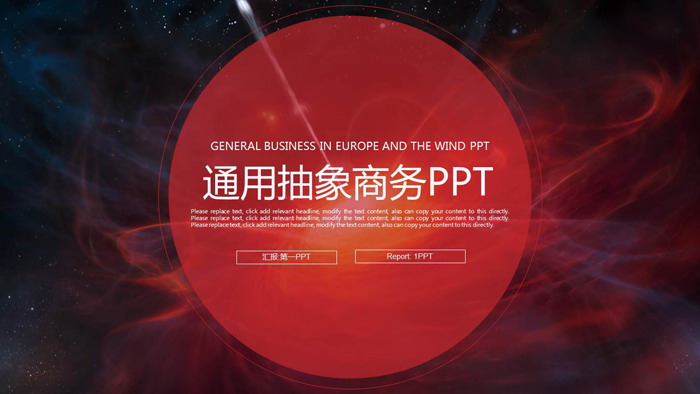 GENERAL BUSINESS IN EUROPE AND THE WIND PPT
通用抽象商务PPT
Please replace text, click add relevant headline, modify the text content, also can copy your content to this directly.
Please replace text, click add relevant headline, modify the text content, also can copy your content to this directly.
Please replace text, click add relevant headline, modify the text content, also can copy your content to this directly.
汇报:第一PPT
Report: 1PPT